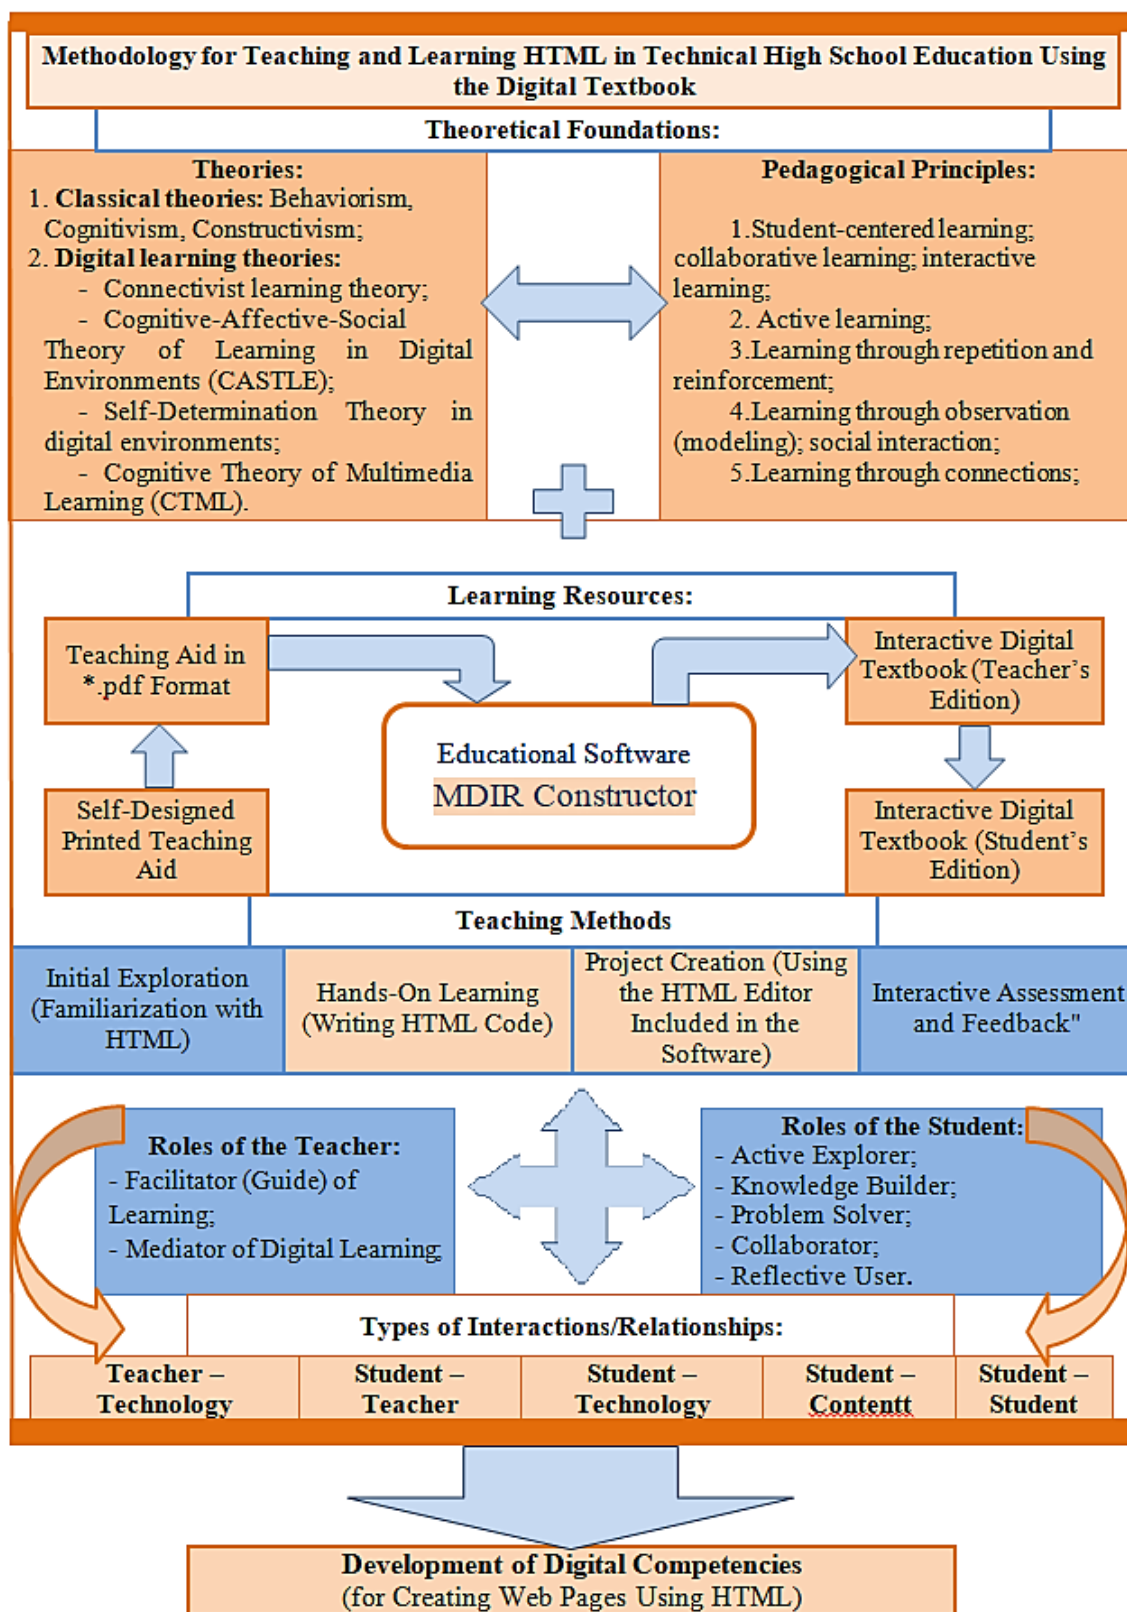 Methodology for Teaching and Learning HTML in Technical High School Education Using
the Digital Textbook
Theoretical Foundations:
Theories:
1. Classical theories: Behaviorism,
Cognitivism, Constructivism;
2. Digital learning theories:
- Connectivist learning theory;
- Cognitive-Affective-Social
Theory of Learning in Digital
Environments (CASTLE);
- Self-Determination Theory in
digital environments;
- Cognitive Theory of Multimedia
Learning (CTML).
Pedagogical Principles:
1.Student-centered learning;
collaborative learning; interactive
learning;
2. Active learning;
3.Learning through repetition and
reinforcement;
4.Learning through observation
(modeling); social interaction;
5.Learning through connections;
Learning Resources:
Teaching Aid in
*.pdf Format
Self-Designed
Printed Teaching
Aid
Educational Software
MDIR Constructor
Interactive Digital
Textbook (Teacher's
Edition)
Interactive Digital
Textbook (Student's
Edition)
Teaching Methods
Initial Exploration
(Familiarization with
HTML)
Hands-On Learning
(Writing HTML Code)
Project Creation (Using
the HTML Editor
Included in the
Software)
Interactive Assessment
and Feedback"
Roles of the Teacher:
- Facilitator (Guide) of
Learning;
- Mediator of Digital Learning;
Roles of the Student:
- Active Explorer;
- Knowledge Builder;
- Problem Solver;
- Collaborator;
- Reflective User.
Types of Interactions/Relationships:
Teacher –
Technology
Student –
Teacher
Student –
Technology
Student –
Contentt
Student –
Student
Development of Digital Competencies
(for Creating Web Pages Using HTML)